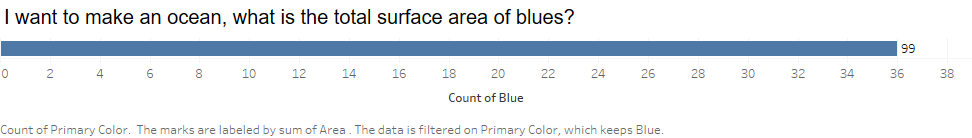 I want to make an ocean, what is the total surface area of blues?
99
0 2 4 6 8 10 12 14 16 18 20 22 24 26 28 30 32 34 36 38
Count of Blue
Count of Primary Color. The marks are labeled by sum of Area . The data is filtered on Primary Color, which keeps Blue.